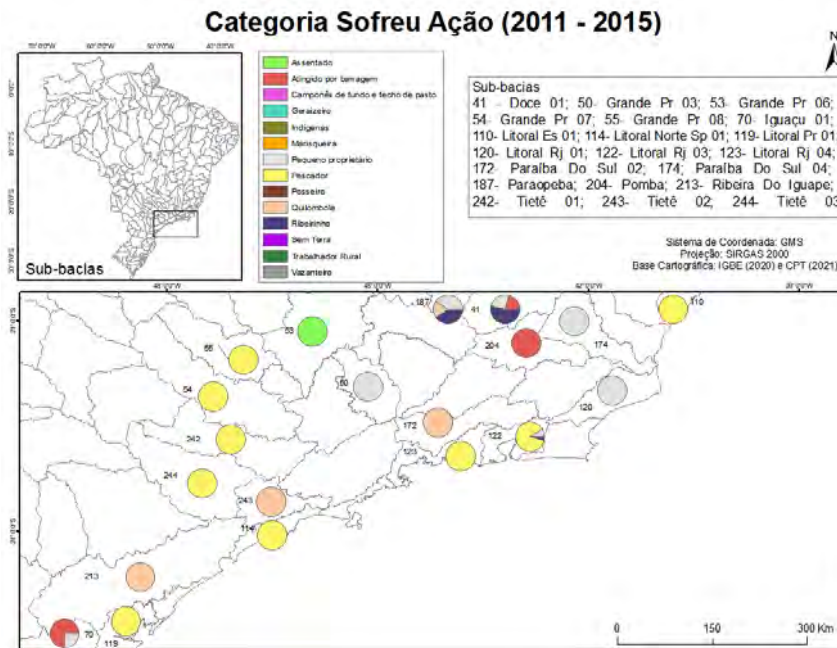 Categoria Sofreu Ação (2011 - 2015)
N
Assentado
Atingido por barragem
Camponês de fundo e fecho de pasto
Geraizeiro
Indígenas
Marisqueira
Pequeno proprietário
Pescador
Posseiro
Quilombola
Ribeirinho
Sem Terra
Trabalhador Rural
Vazanteiro
Sub-bacias
Sub-bacias
41 - Doce 01; 50- Grande Pr 03; 53- Grande Pr 06;
54- Grande Pr 07; 55- Grande Pr 08; 70- Iguaçu 01;
110- Litoral Es 01; 114- Litoral Norte Sp 01; 119- Litoral Pr 01
120- Litoral Rj 01; 122- Litoral Rj 03; 123- Litoral Rj 04;
172- Paraíba Do Sul 02; 174; Paraíba Do Sul 04;
187- Paraopeba; 204- Pomba; 213- Ribeira Do Iguape;
242- Tietê 01; 243- Tietê 02; 244- Tietê 03
Sistema de Coordenada: GMS
Projeção: SIRGAS 2000
Base Cartográfica: IGBE (2020) e CPT (2021)
187
41
110
53
204
174
55
50
120
54
172
122
242
123
244
243
114
213
70
119
0 150 300 Km